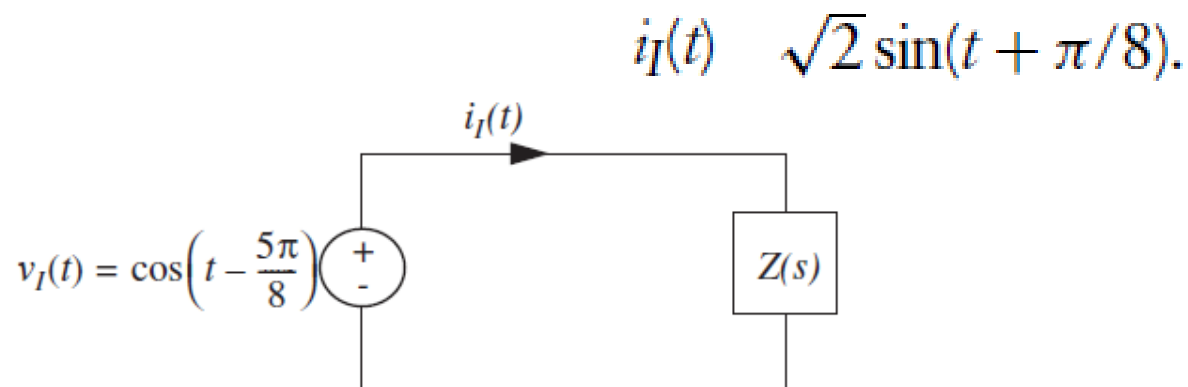 i_I(t) √2 sin(t + π/8).
i_I(t)
v_I(t) = cos(t – 5π/8)
+
-
Z(s)